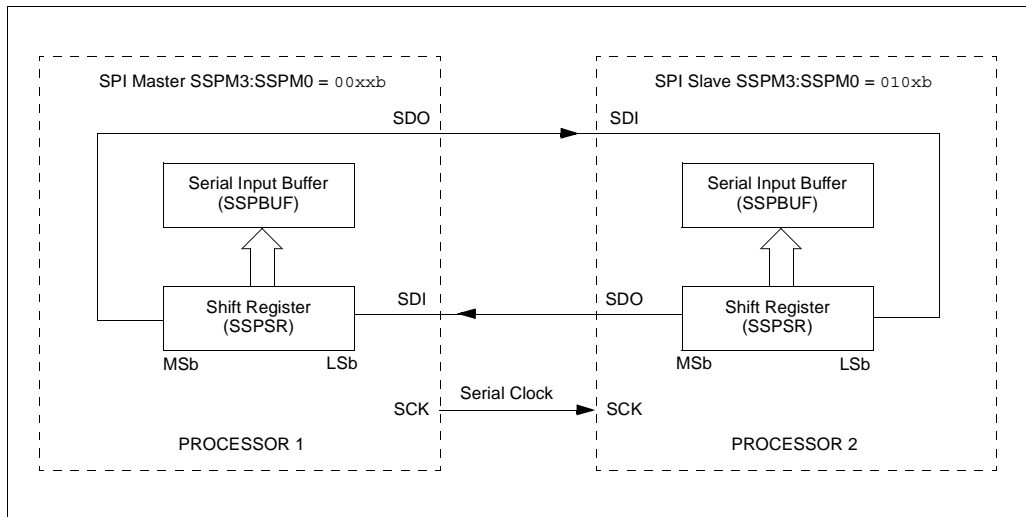 SPI Master SSPM3:SSPM0 = 00xxb
SDO
Serial Input Buffer
(SSPBUF)
Shift Register
(SSPSR)
MSb
LSb
SDI
SCK
PROCESSOR 1
Serial Clock
SPI Slave SSPM3:SSPM0 = 010xb
SDI
Serial Input Buffer
(SSPBUF)
SDO
Shift Register
(SSPSR)
MSb
LSb
SCK
PROCESSOR 2